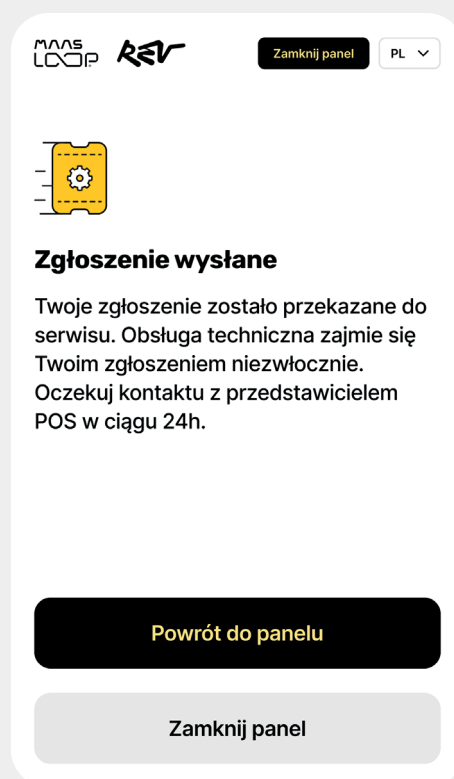 MAAS
LOOP
REV
Zamknij panel
PL
Zgłoszenie wysłane
Twoje zgłoszenie zostało przekazane do
serwisu. Obsługa techniczna zajmie się
Twoim zgłoszeniem niezwłocznie.
Oczekuj kontaktu z przedstawicielem
POS w ciągu 24h.
Powrót do panelu
Zamknij panel